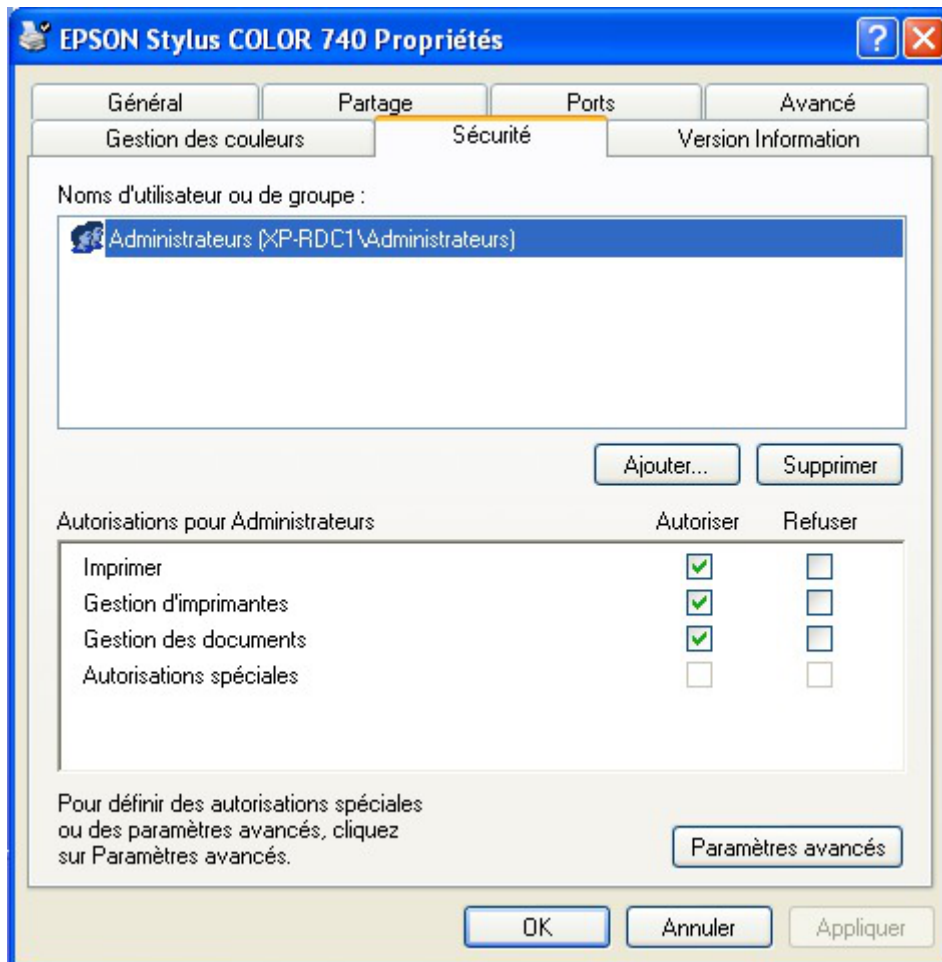 EPSON Stylus COLOR 740 Propriétés
Général Partage Ports Avancé
Gestion des couleurs Sécurité Version Information
Noms d'utilisateur ou de groupe :
Administrateurs (XP-RDC1\Administrateurs)
Ajouter... Supprimer
Autorisations pour Administrateurs Autoriser Refuser
Imprimer
Gestion d'imprimantes
Gestion des documents
Autorisations spéciales
Pour définir des autorisations spéciales
ou des paramètres avancés, cliquez
sur Paramètres avancés.
Paramètres avancés
OK Annuler Appliquer